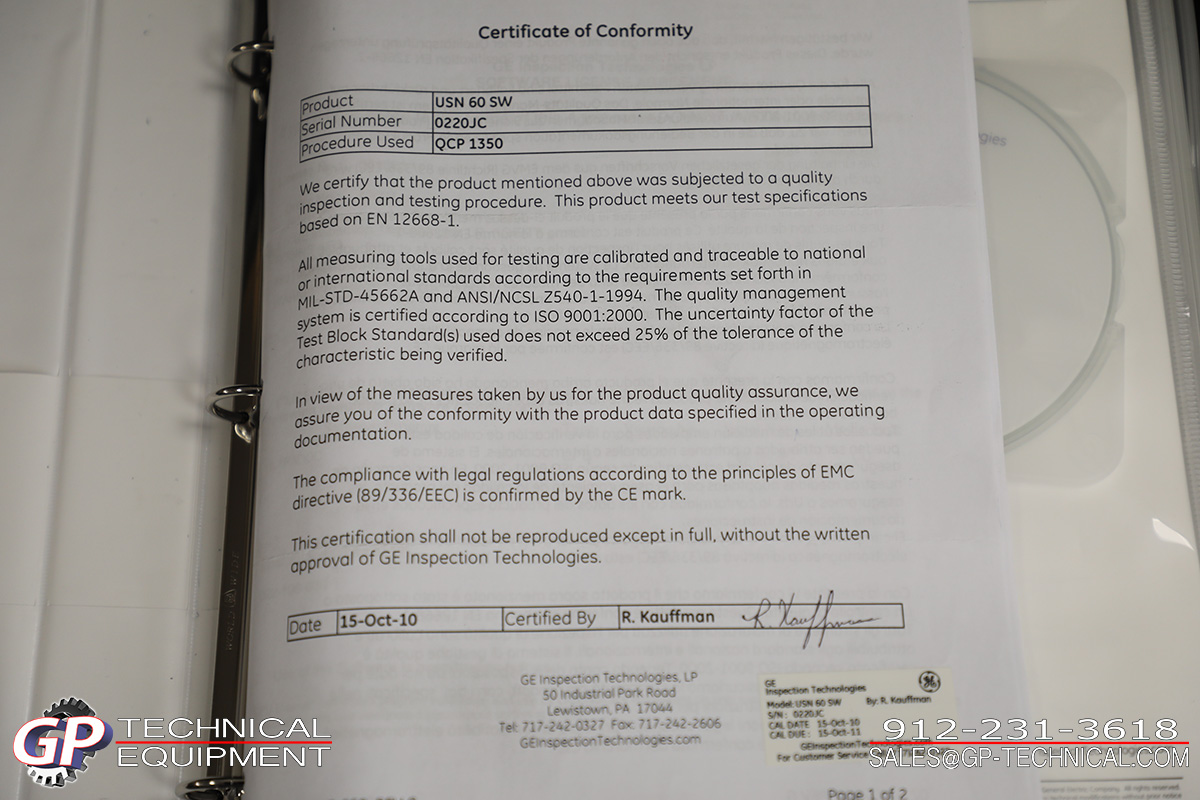 Certificate of Conformity
Product USN 60 SW
Serial Number 0220JC
Procedure Used QCP 1350
We certify that the product mentioned above was subjected to a quality
inspection and testing procedure. This product meets our test specifications
based on EN 12668-1.
All measuring tools used for testing are calibrated and traceable to national
or international standards according to the requirements set forth in
MIL-STD-45662A and ANSI/NCSL Z540-1-1994. The quality management
system is certified according to ISO 9001:2000. The uncertainty factor of the
Test Block Standard(s) used does not exceed 25% of the tolerance of the
characteristic being verified.
In view of the measures taken by us for the product quality assurance, we
assure you of the conformity with the product data specified in the operating
documentation.
The compliance with legal regulations according to the principles of EMC
directive (89/336/EEC) is confirmed by the CE mark.
This certification shall not be reproduced except in full, without the written
approval of GE Inspection Technologies.
Date 15-Oct-10 Certified By R. Kauffman R. Kauffman
GE Inspection Technologies, LP
50 Industrial Park Road
Lewistown, PA 17044
Tel: 717-242-0327 Fax: 717-242-2606
GEInspectionTechnologies.com
GE
Inspection Technologies
Model: USN 60 SW By: R. Kauffman
S/N: 0220JC
CAL DATE 15-Oct-10
CAL DUE: 15-Oct-11
For Customer Service
Page 1 of 2
GP TECHNICAL
EQUIPMENT
912-231-3618
SALES@GP-TECHNICAL.COM